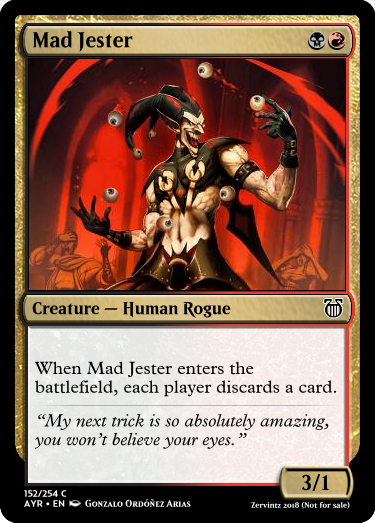 Mad Jester
Creature — Human Rogue
When Mad Jester enters the
battlefield, each player discards a card.
“My next trick is so absolutely amazing,
you won’t believe your eyes.”
3/1
152/254 C
AYR • EN Gonzalo Ordóñez Arias
Zervintz 2018 (Not for sale)